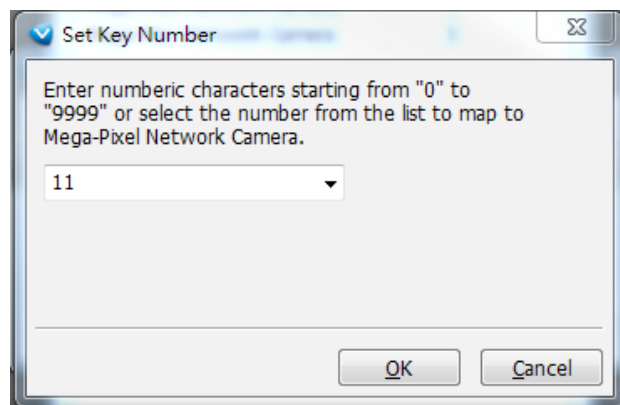 Set Key Number
Enter numberic characters starting from "0" to
"9999" or select the number from the list to map to
Mega-Pixel Network Camera.
11
OK
Cancel